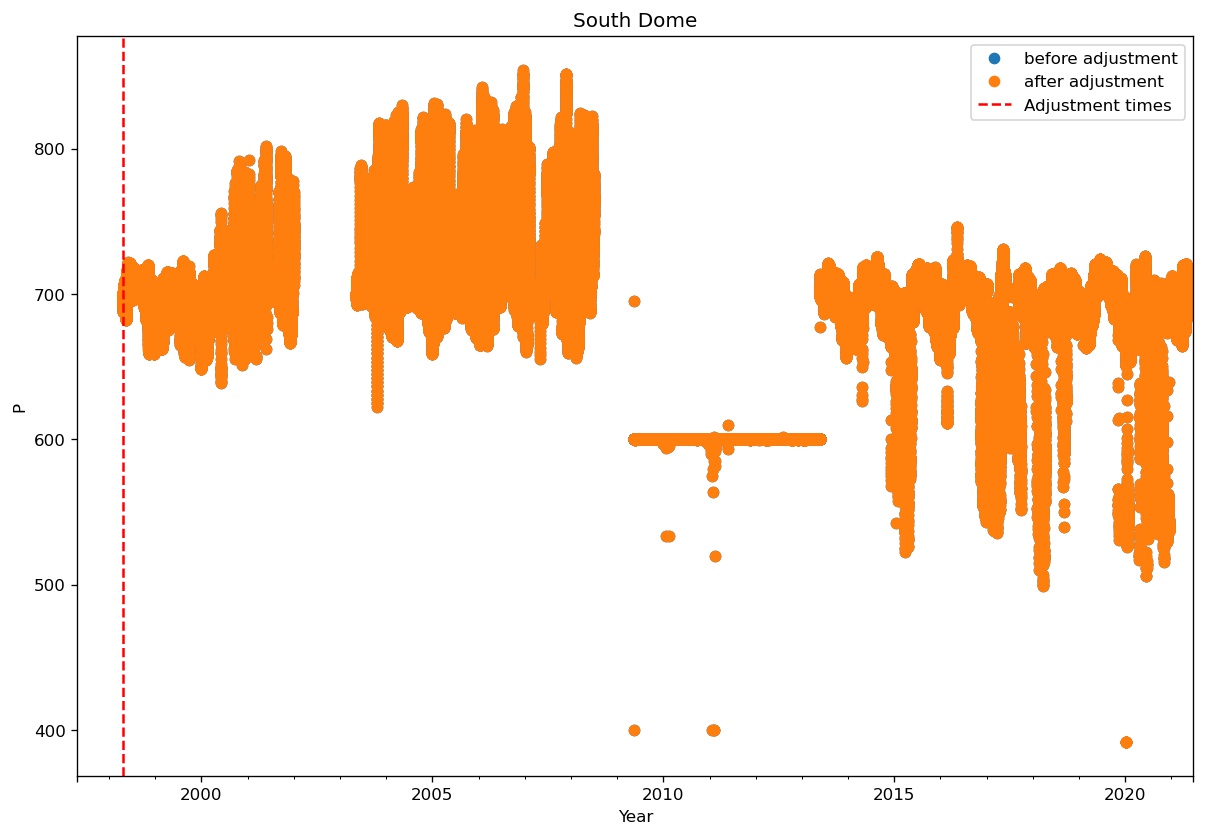 South Dome
before adjustment
after adjustment
Adjustment times
P
800
700
600
500
400
2000
2005
2010
2015
2020
Year